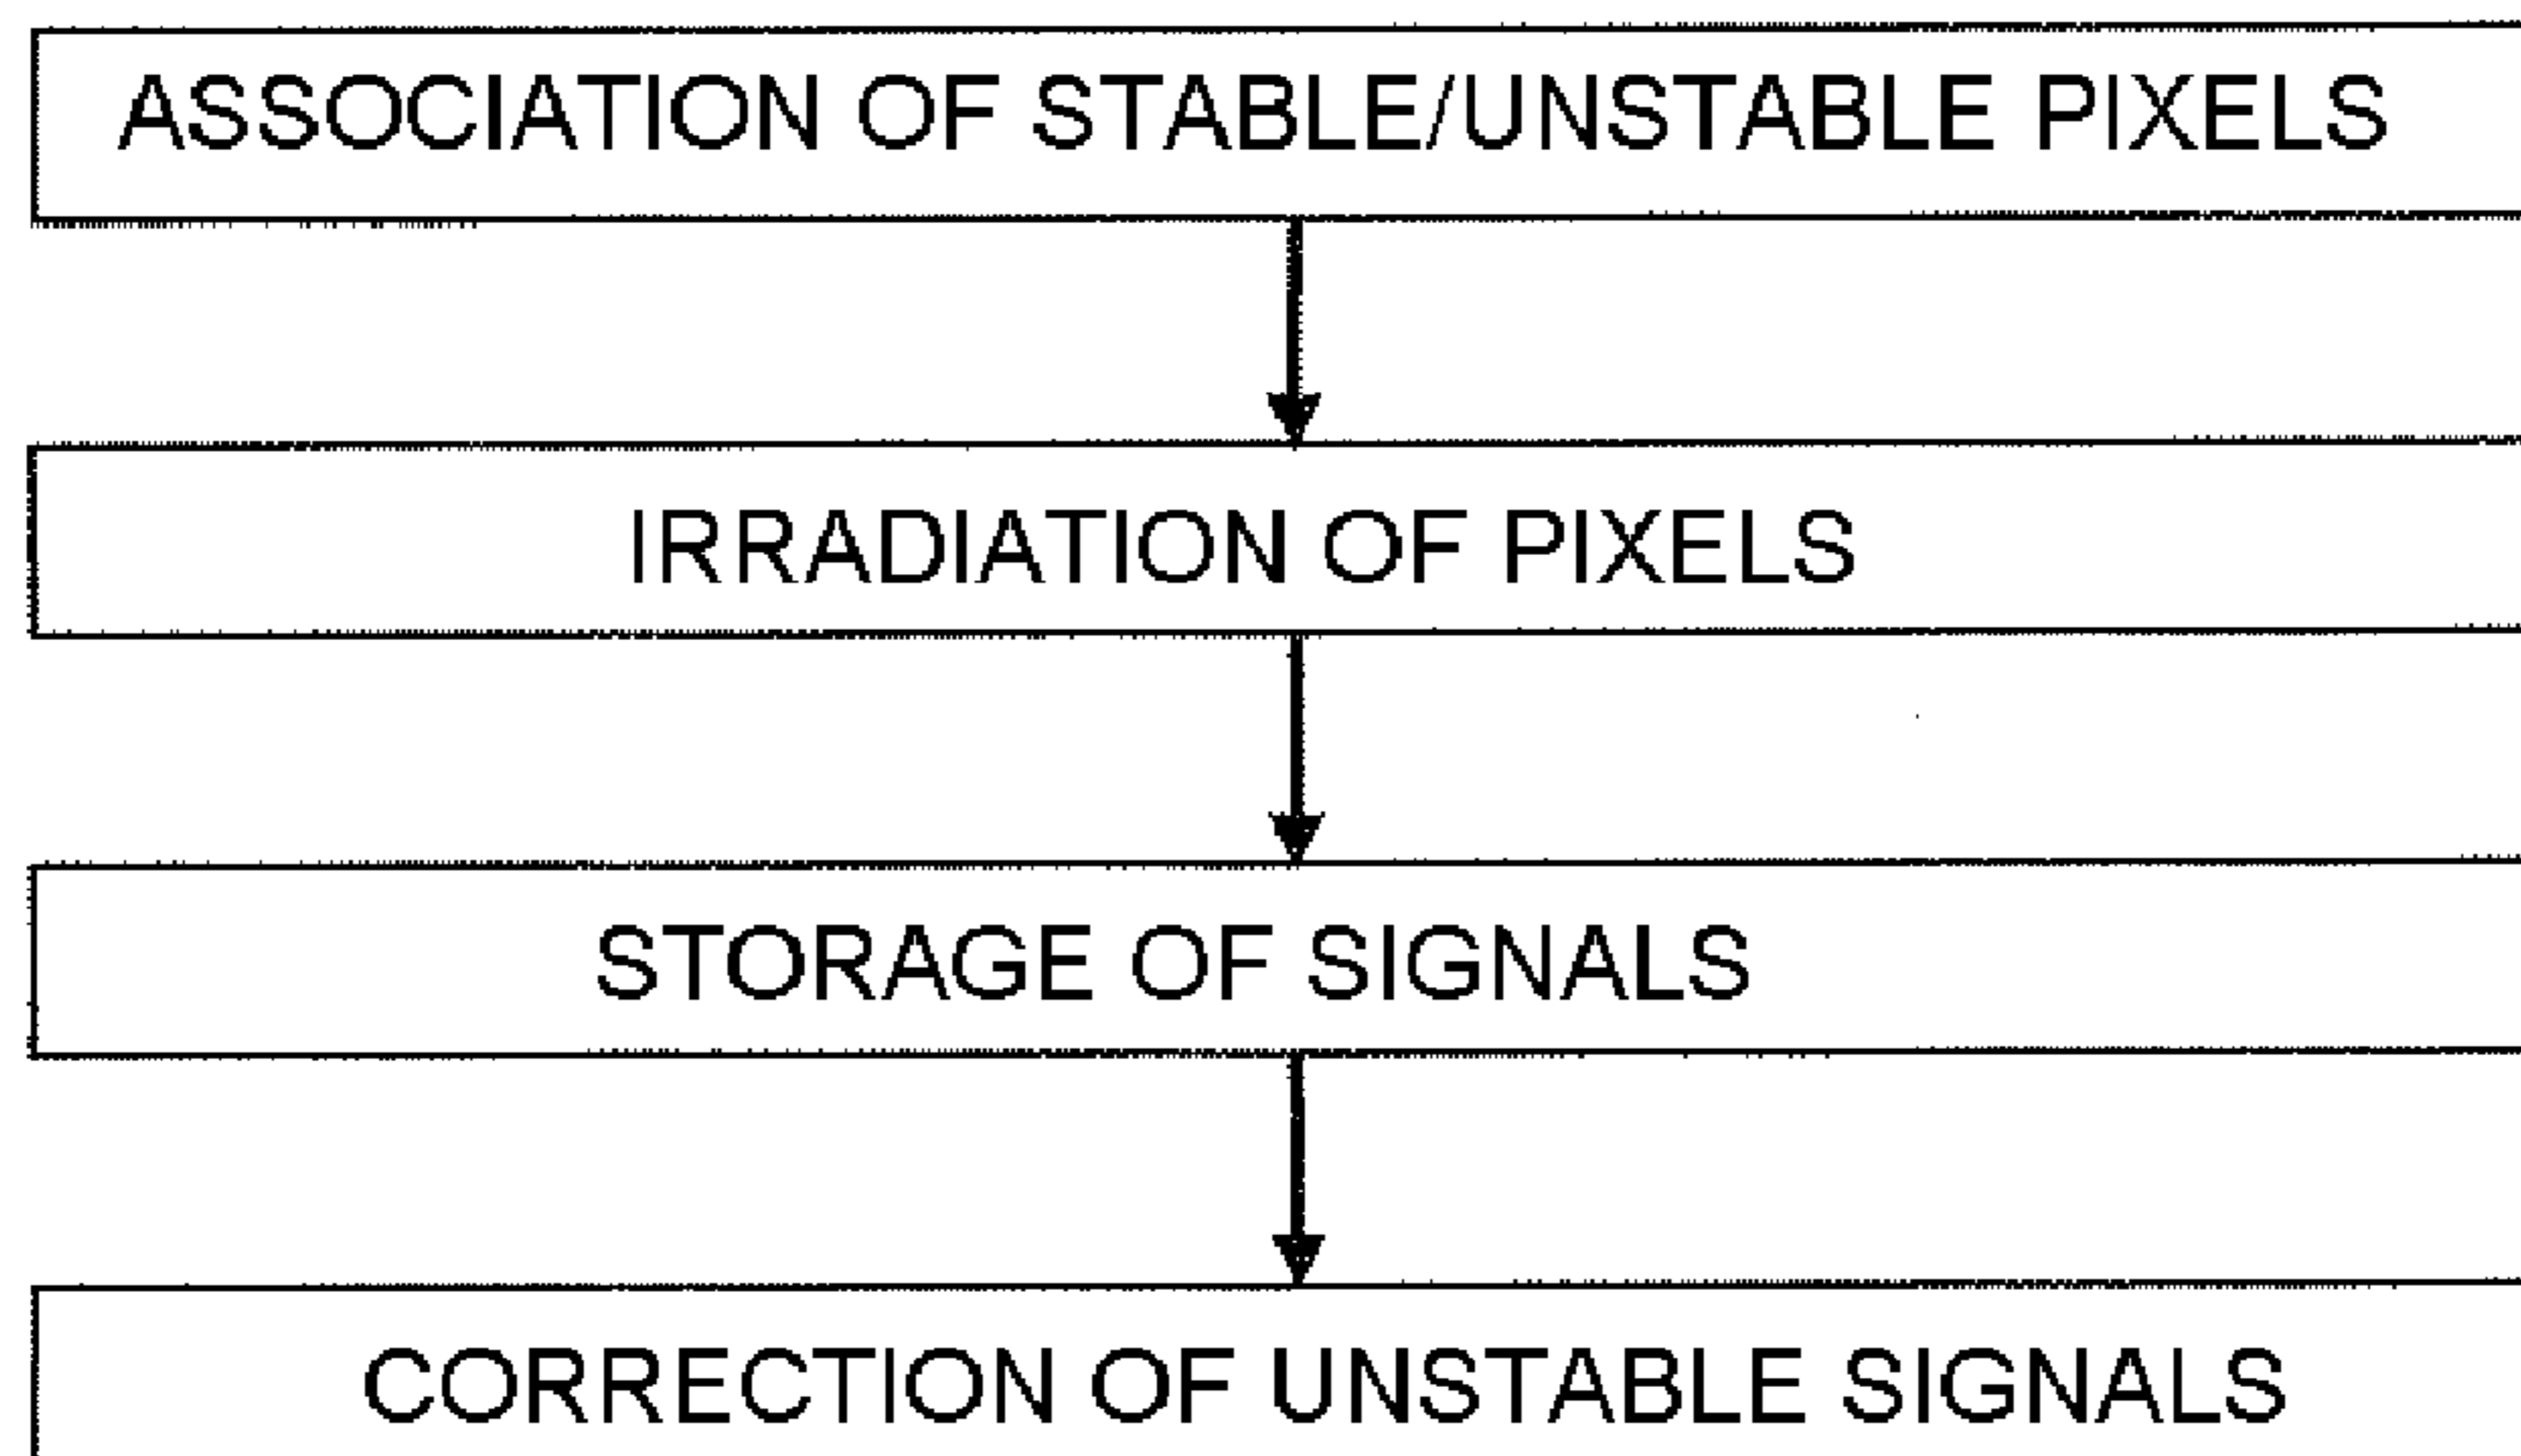 ASSOCIATION OF STABLE/UNSTABLE PIXELS
IRRADIATION OF PIXELS
STORAGE OF SIGNALS
CORRECTION OF UNSTABLE SIGNALS